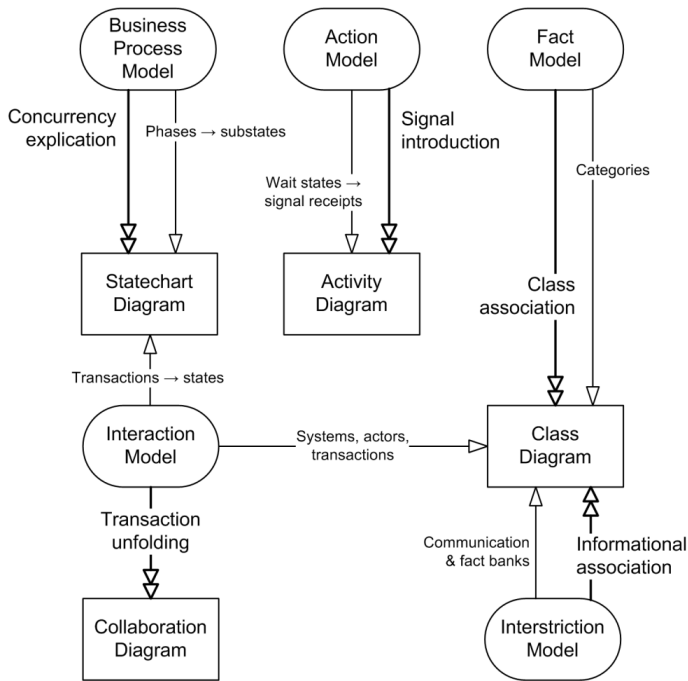 Business
Process
Model
Action
Model
Fact
Model
Concurrency
explication
Phases → substates
Signal
introduction
Wait states →
signal receipts
Categories
Statechart
Diagram
Activity
Diagram
Class
association
Transactions → states
Interaction
Model
Systems, actors,
transactions
Class
Diagram
Transaction
unfolding
Communication
& fact banks
Informational
association
Collaboration
Diagram
Interstriction
Model